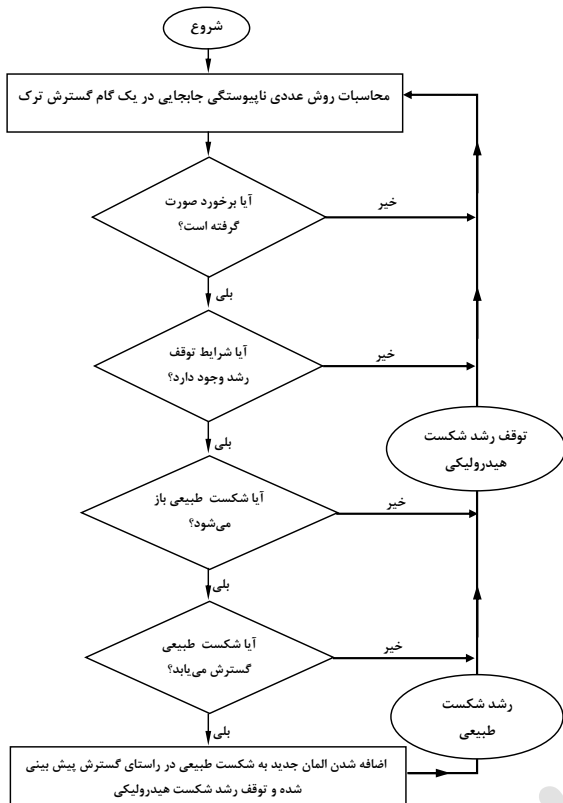 شروع
محاسبات روش عددی ناپیوستگی جابجایی در یک گام گسترش ترک
آیا برخورد صورت
گرفته است؟
خیر
بلی
آیا شرایط توقف
رشد وجود دارد؟
خیر
بلی
توقف رشد شکست
هیدرولیکی
آیا شکست طبیعی باز
می‌شود؟
خیر
بلی
آیا شکست طبیعی
گسترش می‌یابد؟
خیر
بلی
رشد شکست
طبیعی
اضافه شدن المان جدید به شکست طبیعی در راستای گسترش پیش بینی
شده و توقف رشد شکست هیدرولیکی